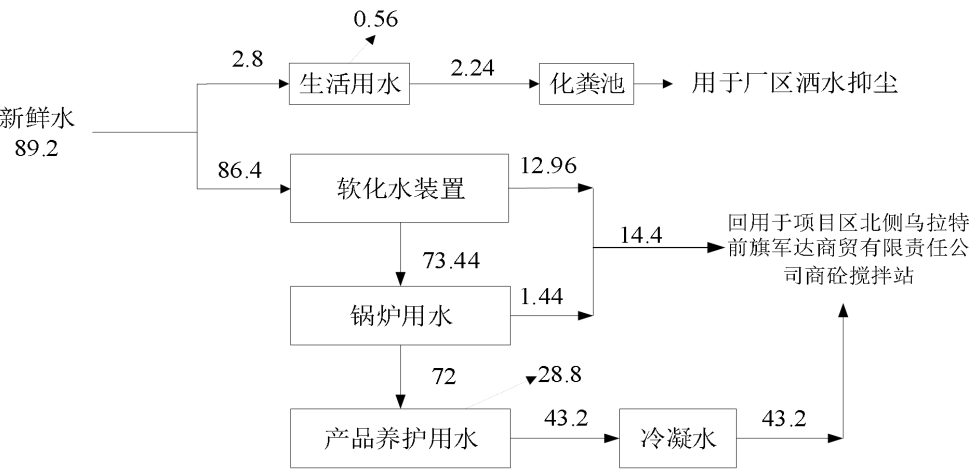 0.56
2.8
生活用水
2.24
化粪池
用于厂区洒水抑尘
新鲜水
89.2
86.4
软化水装置
12.96
73.44
14.4
回用于项目区北侧乌拉特
前旗军达商贸有限责任公
司商砼搅拌站
锅炉用水
1.44
72
28.8
产品养护用水
43.2
冷凝水
43.2